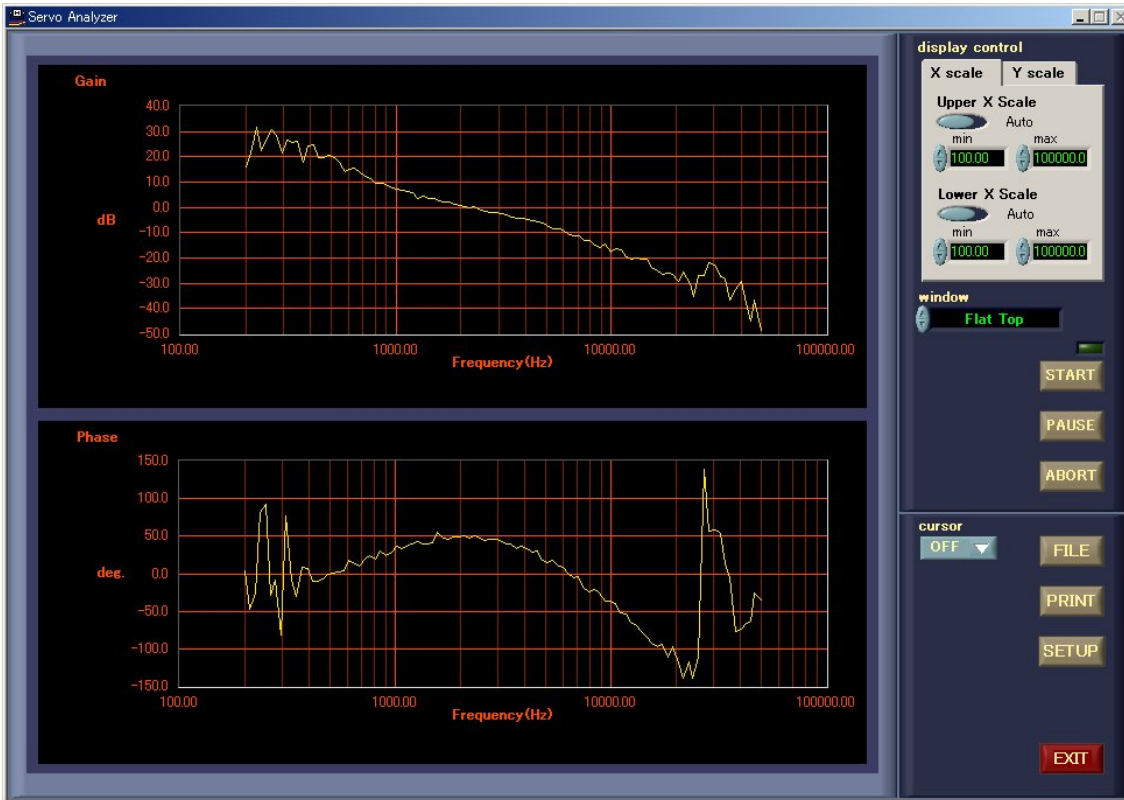 Servo Analyzer
Gain
40.0
30.0
20.0
10.0
0.0
dB
-10.0
-20.0
-30.0
-40.0
-50.0
100.00 1000.00 10000.00 100000.00
Frequency(Hz)
Phase
150.0
100.0
50.0
deg. 0.0
-50.0
-100.0
-150.0
100.00 1000.00 10000.00 100000.00
Frequency(Hz)
display control
X scale Y scale
Upper X Scale
Auto
min max
100.00 100000.0
Lower X Scale
Auto
min max
100.00 100000.0
window
Flat Top
START
PAUSE
ABORT
cursor
OFF FILE
PRINT
SETUP
EXIT